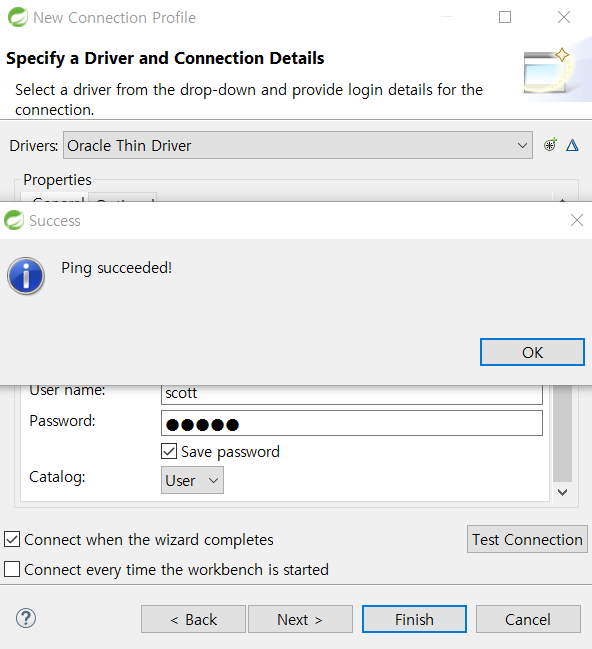 New Connection Profile
Specify a Driver and Connection Details
Select a driver from the drop-down and provide login details for the
connection.
Drivers: Oracle Thin Driver
Properties
General Optional
Success
Ping succeeded!
OK
User name: scott
Password: ●●●●●
Save password
Catalog: User
Connect when the wizard completes
Test Connection
Connect every time the workbench is started
< Back Next > Finish Cancel